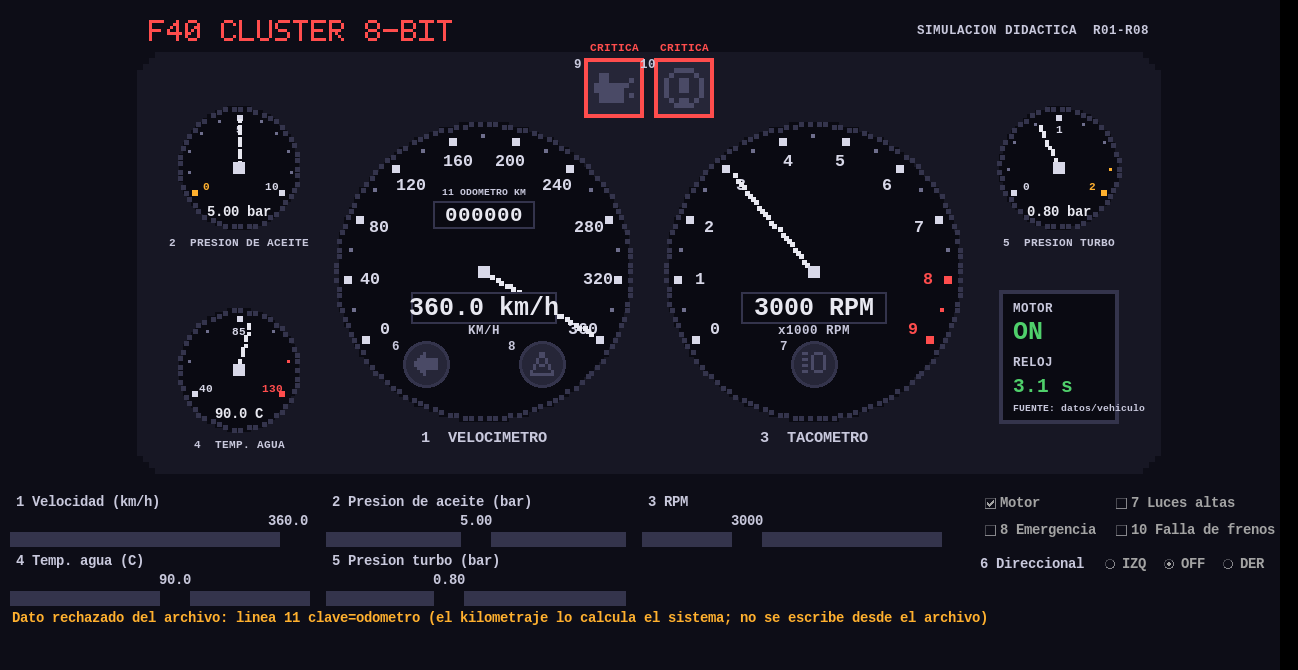 F40 CLUSTER 8-BIT
SIMULACION DIDACTICA R01-R08
CRITICA CRITICA
9 10
5
0 10
5.00 bar
2 PRESION DE ACEITE
85
40 130
90.0 C
4 TEMP. AGUA
160 200
120 240
80 280
40 320
0 360
11 ODOMETRO KM
000000
360.0 km/h
KM/H
6 8
1 VELOCIMETRO
4 5
3 6
2 7
1 8
0 9
3000 RPM
x1000 RPM
7
3 TACOMETRO
1
0 2
0.80 bar
5 PRESION TURBO
MOTOR
ON
RELOJ
3.1 s
FUENTE: datos/vehiculo
1 Velocidad (km/h) 2 Presion de aceite (bar) 3 RPM
360.0 5.00 3000
4 Temp. agua (C) 5 Presion turbo (bar)
90.0 0.80
Motor 7 Luces altas
8 Emergencia 10 Falla de frenos
6 Direccional IZQ OFF DER
Dato rechazado del archivo: linea 11 clave=odometro (el kilometraje lo calcula el sistema; no se escribe desde el archivo)